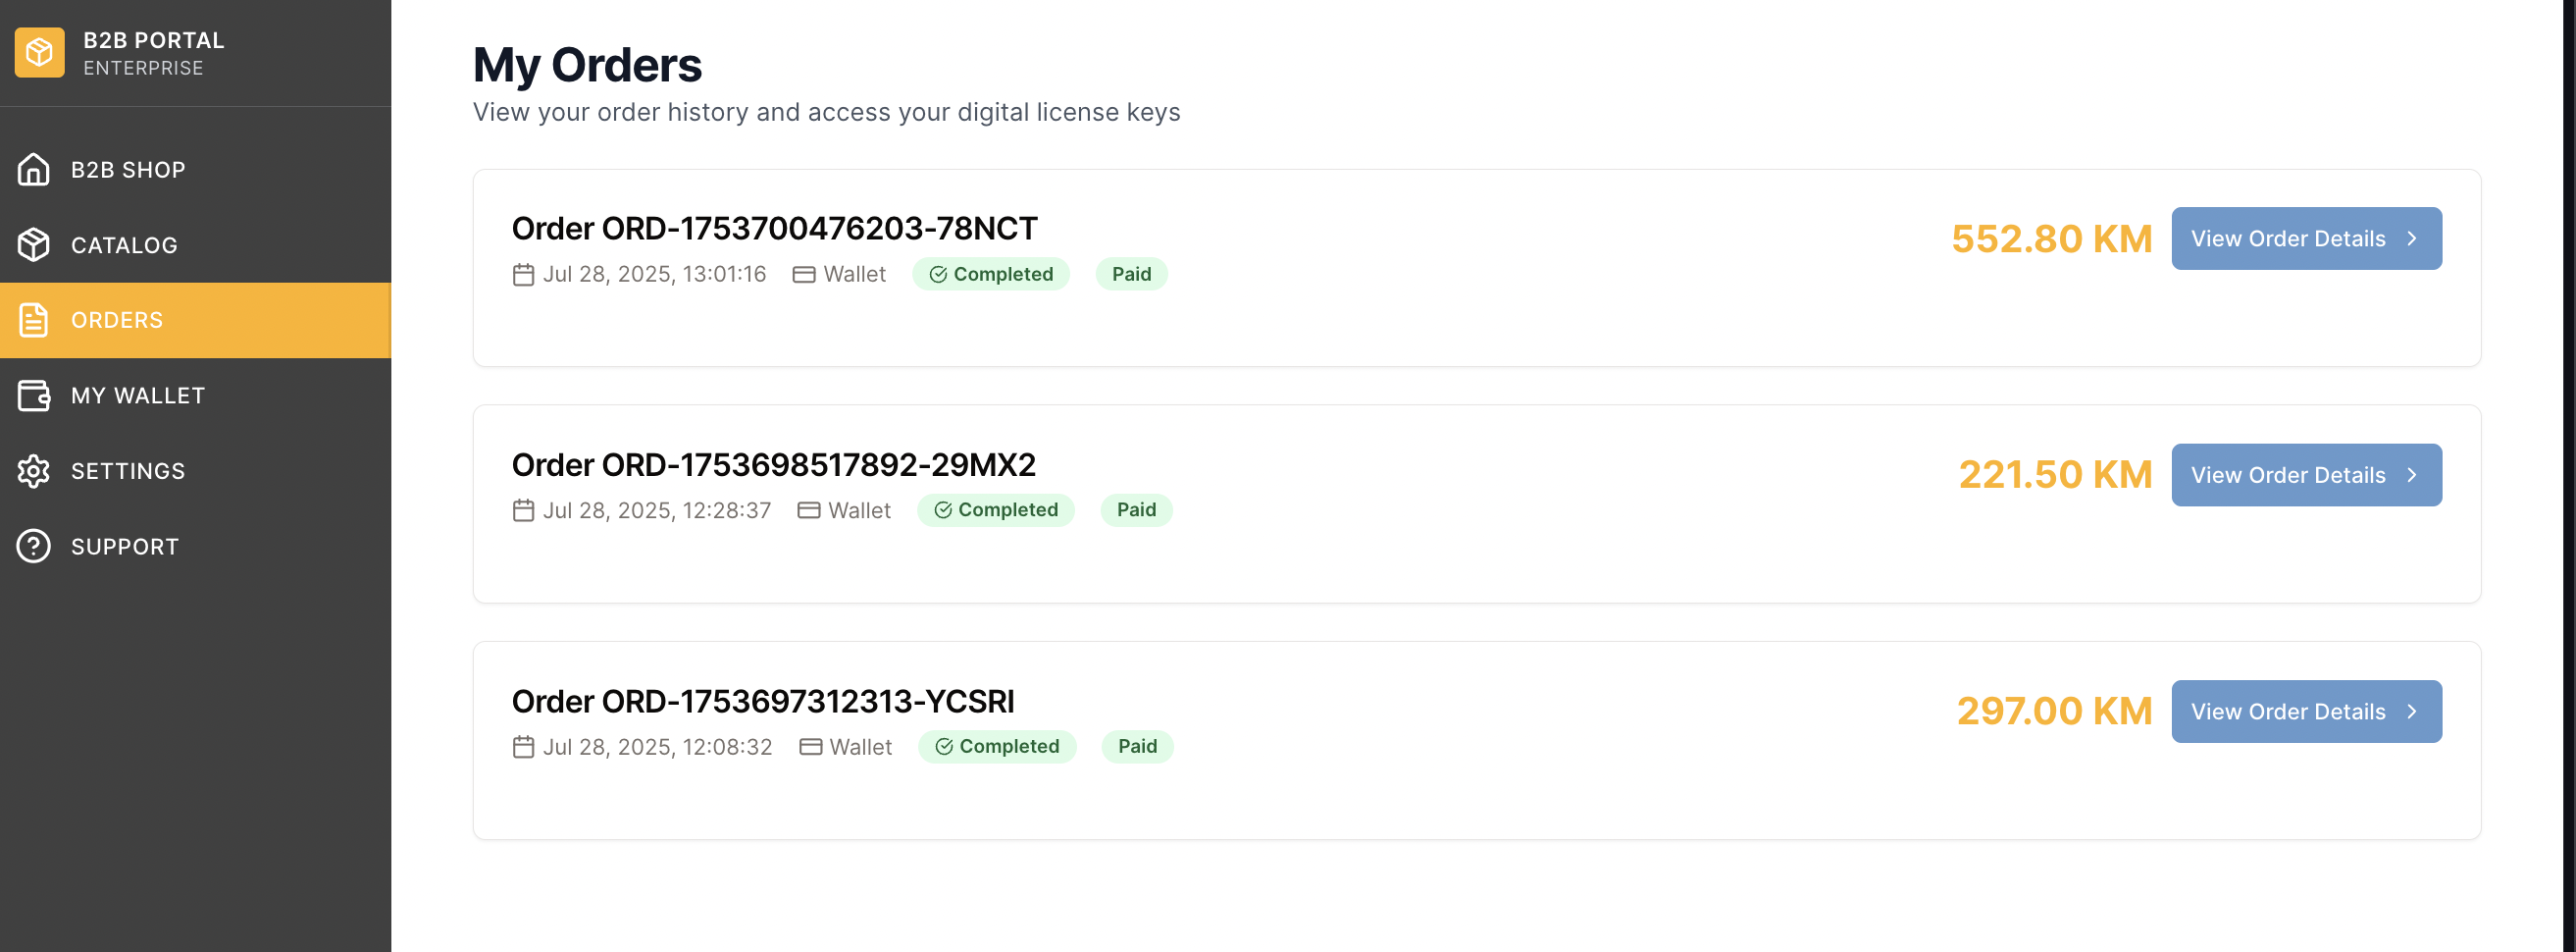 B2B PORTAL
ENTERPRISE
B2B SHOP
CATALOG
ORDERS
MY WALLET
SETTINGS
SUPPORT
My Orders
View your order history and access your digital license keys
Order ORD-1753700476203-78NCT
Jul 28, 2025, 13:01:16 Wallet Completed Paid
552.80 KM View Order Details
Order ORD-1753698517892-29MX2
Jul 28, 2025, 12:28:37 Wallet Completed Paid
221.50 KM View Order Details
Order ORD-1753697312313-YCSRI
Jul 28, 2025, 12:08:32 Wallet Completed Paid
297.00 KM View Order Details